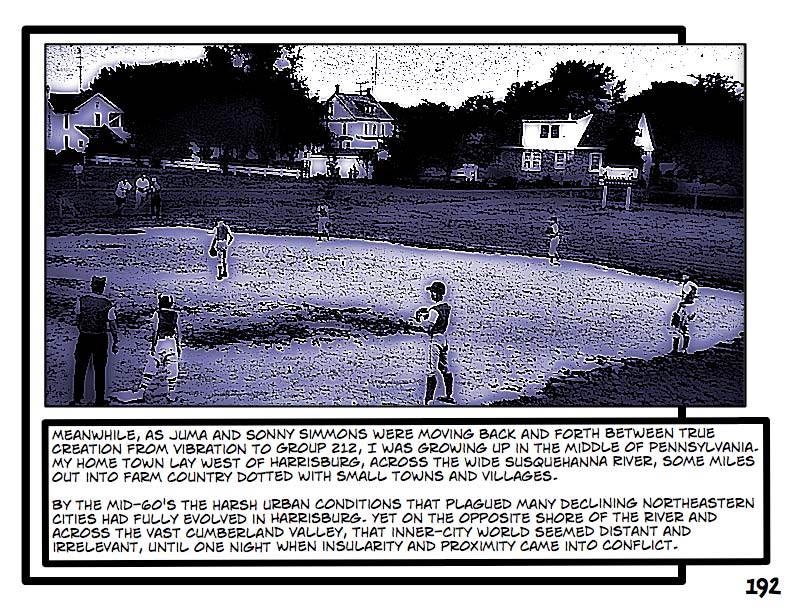 MEANWHILE, AS JUMA AND SONNY SIMMONS WERE MOVING BACK AND FORTH BETWEEN TRUE
CREATION FROM VIBRATION TO GROUP 212, I WAS GROWING UP IN THE MIDDLE OF PENNSYLVANIA.
MY HOME TOWN LAY WEST OF HARRISBURG, ACROSS THE WIDE SUSQUEHANNA RIVER, SOME MILES
OUT INTO FARM COUNTRY DOTTED WITH SMALL TOWNS AND VILLAGES.
BY THE MID-60'S THE HARSH URBAN CONDITIONS THAT PLAGUED MANY DECLINING NORTHEASTERN
CITIES HAD FULLY EVOLVED IN HARRISBURG. YET ON THE OPPOSITE SHORE OF THE RIVER AND
ACROSS THE VAST CUMBERLAND VALLEY, THAT INNER-CITY WORLD SEEMED DISTANT AND
IRRELEVANT, UNTIL ONE NIGHT WHEN INSULARITY AND PROXIMITY CAME INTO CONFLICT.
192